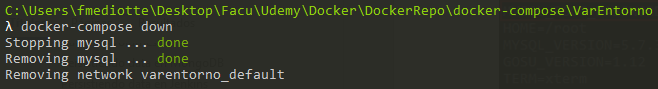 C:\Users\fmediotte\Desktop\Facu\Udemy\Docker\DockerRepo\docker-compose\VarEntorno
λ docker-compose down
Stopping mysql ... done
Removing mysql ... done
Removing network varentorno_default